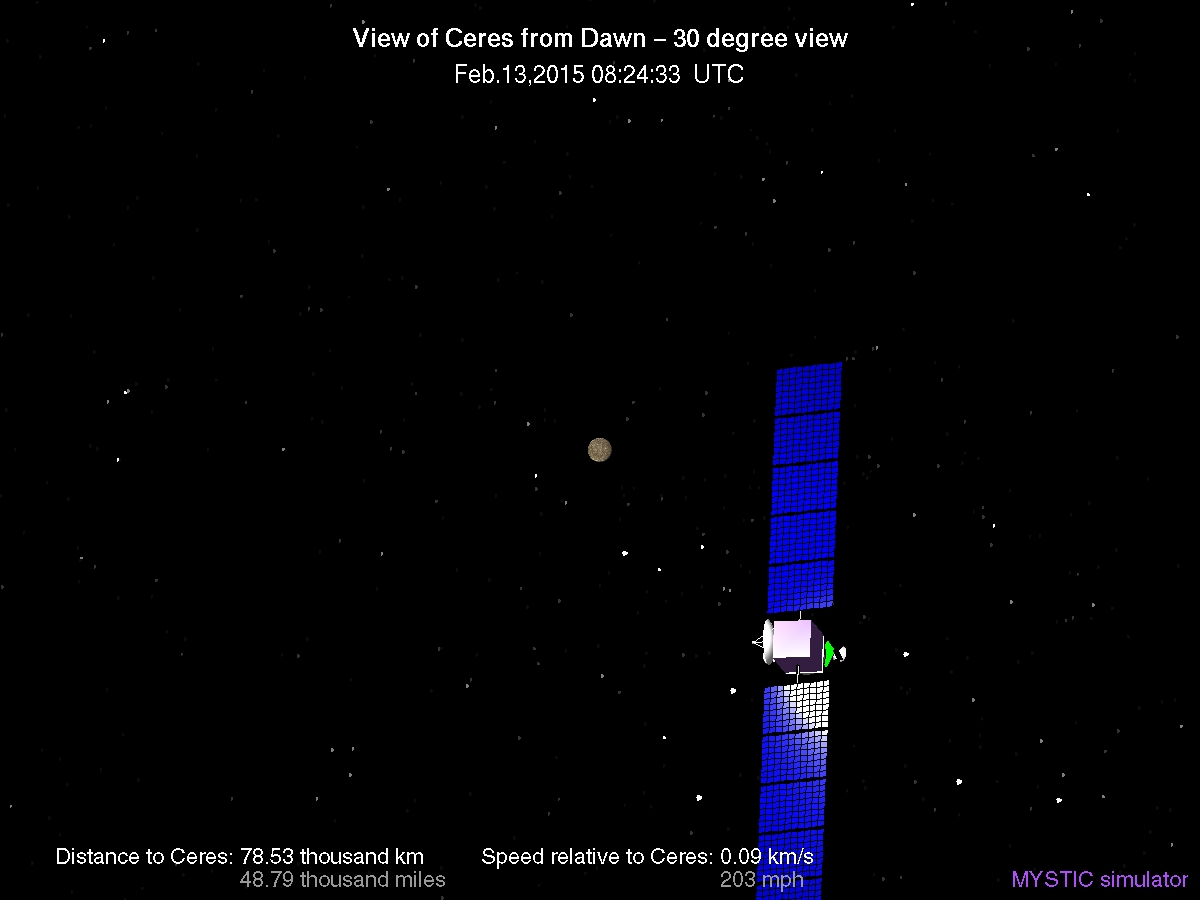 View of Ceres from Dawn – 30 degree view
Feb.13,2015 08:24:33 UTC
Distance to Ceres: 78.53 thousand km
48.79 thousand miles
Speed relative to Ceres: 0.09 km/s
203 mph
MYSTIC simulator